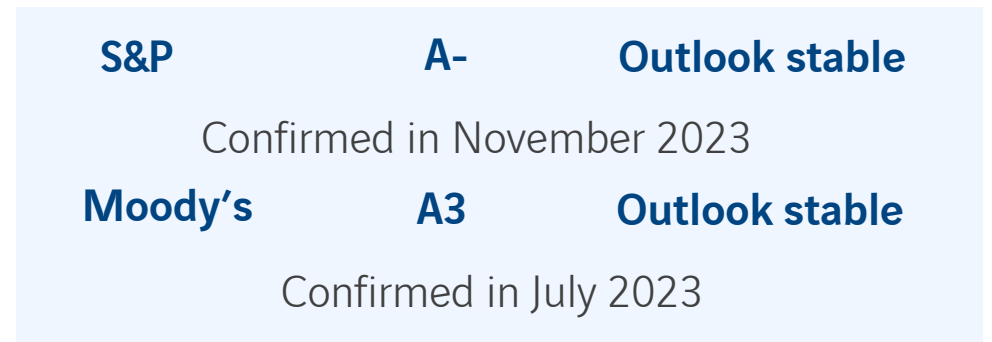 S&P A- Outlook stable
Confirmed in November 2023
Moody’s A3 Outlook stable
Confirmed in July 2023